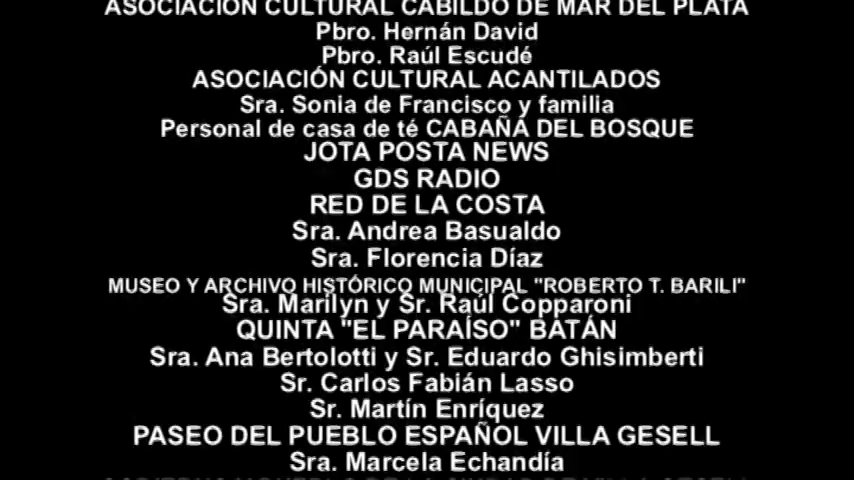 ASOCIACIÓN CULTURAL CABILDO DE MAR DEL PLATA
Pbro. Hernán David
Pbro. Raúl Escudé
ASOCIACIÓN CULTURAL ACANTILADOS
Sra. Sonia de Francisco y familia
Personal de casa de té CABAÑA DEL BOSQUE
JOTA POSTA NEWS
GDS RADIO
RED DE LA COSTA
Sra. Andrea Basualdo
Sra. Florencia Díaz
MUSEO Y ARCHIVO HISTÓRICO MUNICIPAL "ROBERTO T. BARILI"
Sra. Marilyn y Sr. Raúl Copparoni
QUINTA "EL PARAÍSO" BATÁN
Sra. Ana Bertolotti y Sr. Eduardo Ghisimberti
Sr. Carlos Fabián Lasso
Sr. Martín Enríquez
PASEO DEL PUEBLO ESPAÑOL VILLA GESELL
Sra. Marcela Echandía